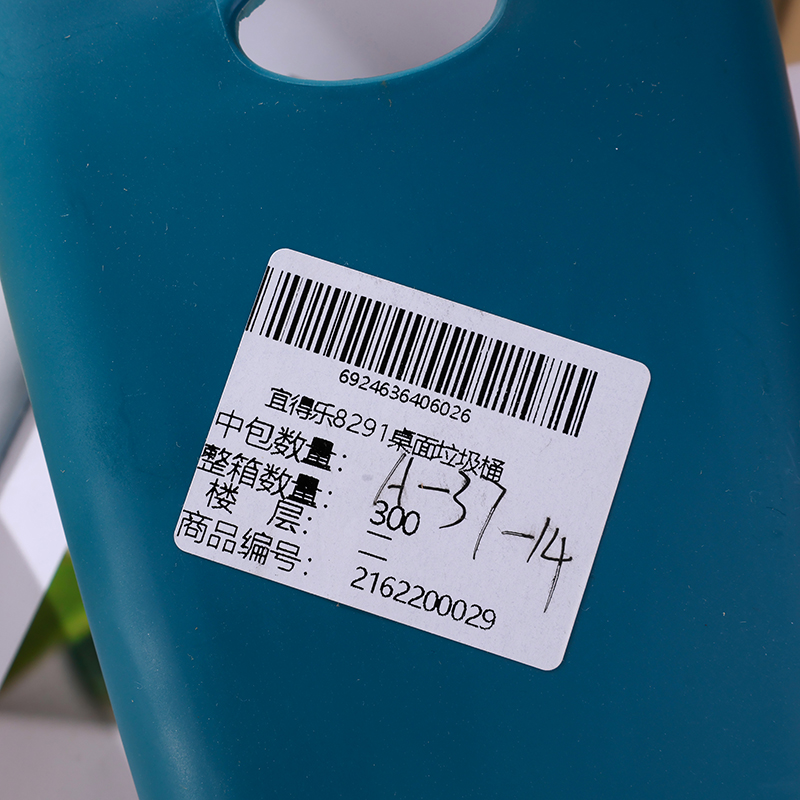 6924636406026
宜得乐8291桌面垃圾桶
中包数量:
A-37-14
整箱数量: 300
楼 层: 二
商品编号: 2162200029